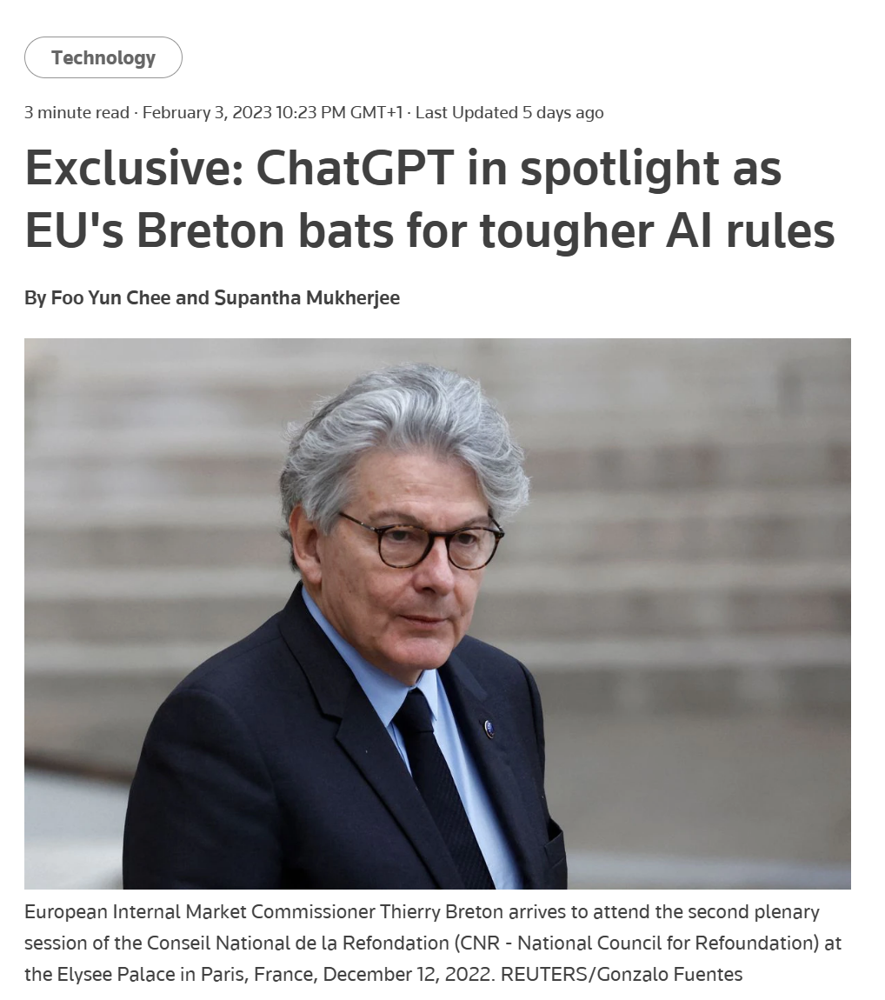 Technology
3 minute read · February 3, 2023 10:23 PM GMT+1 · Last Updated 5 days ago
Exclusive: ChatGPT in spotlight as
EU's Breton bats for tougher AI rules
By Foo Yun Chee and Supantha Mukherjee
European Internal Market Commissioner Thierry Breton arrives to attend the second plenary
session of the Conseil National de la Refondation (CNR - National Council for Refoundation) at
the Elysee Palace in Paris, France, December 12, 2022. REUTERS/Gonzalo Fuentes